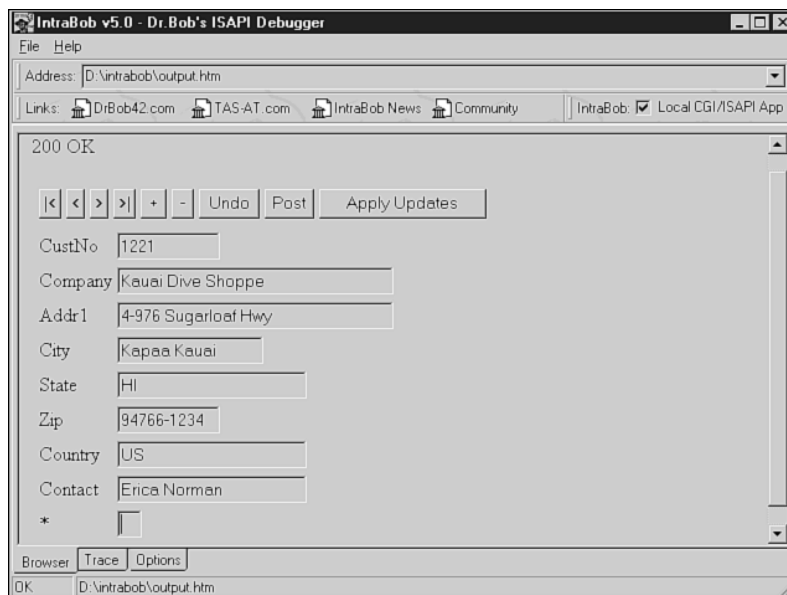 IntraBob v5.0 - Dr.Bob's ISAPI Debugger
File Help
Address: D:\intrabob\output.htm
Links: DrBob42.com TAS-AT.com IntraBob News Community IntraBob: Local CGI/ISAPI App
200 OK
|< < > >| + - Undo Post Apply Updates
CustNo 1221
Company Kauai Dive Shoppe
Addr1 4-976 Sugarloaf Hwy
City Kapaa Kauai
State HI
Zip 94766-1234
Country US
Contact Erica Norman
*
Browser Trace Options
OK D:\intrabob\output.htm